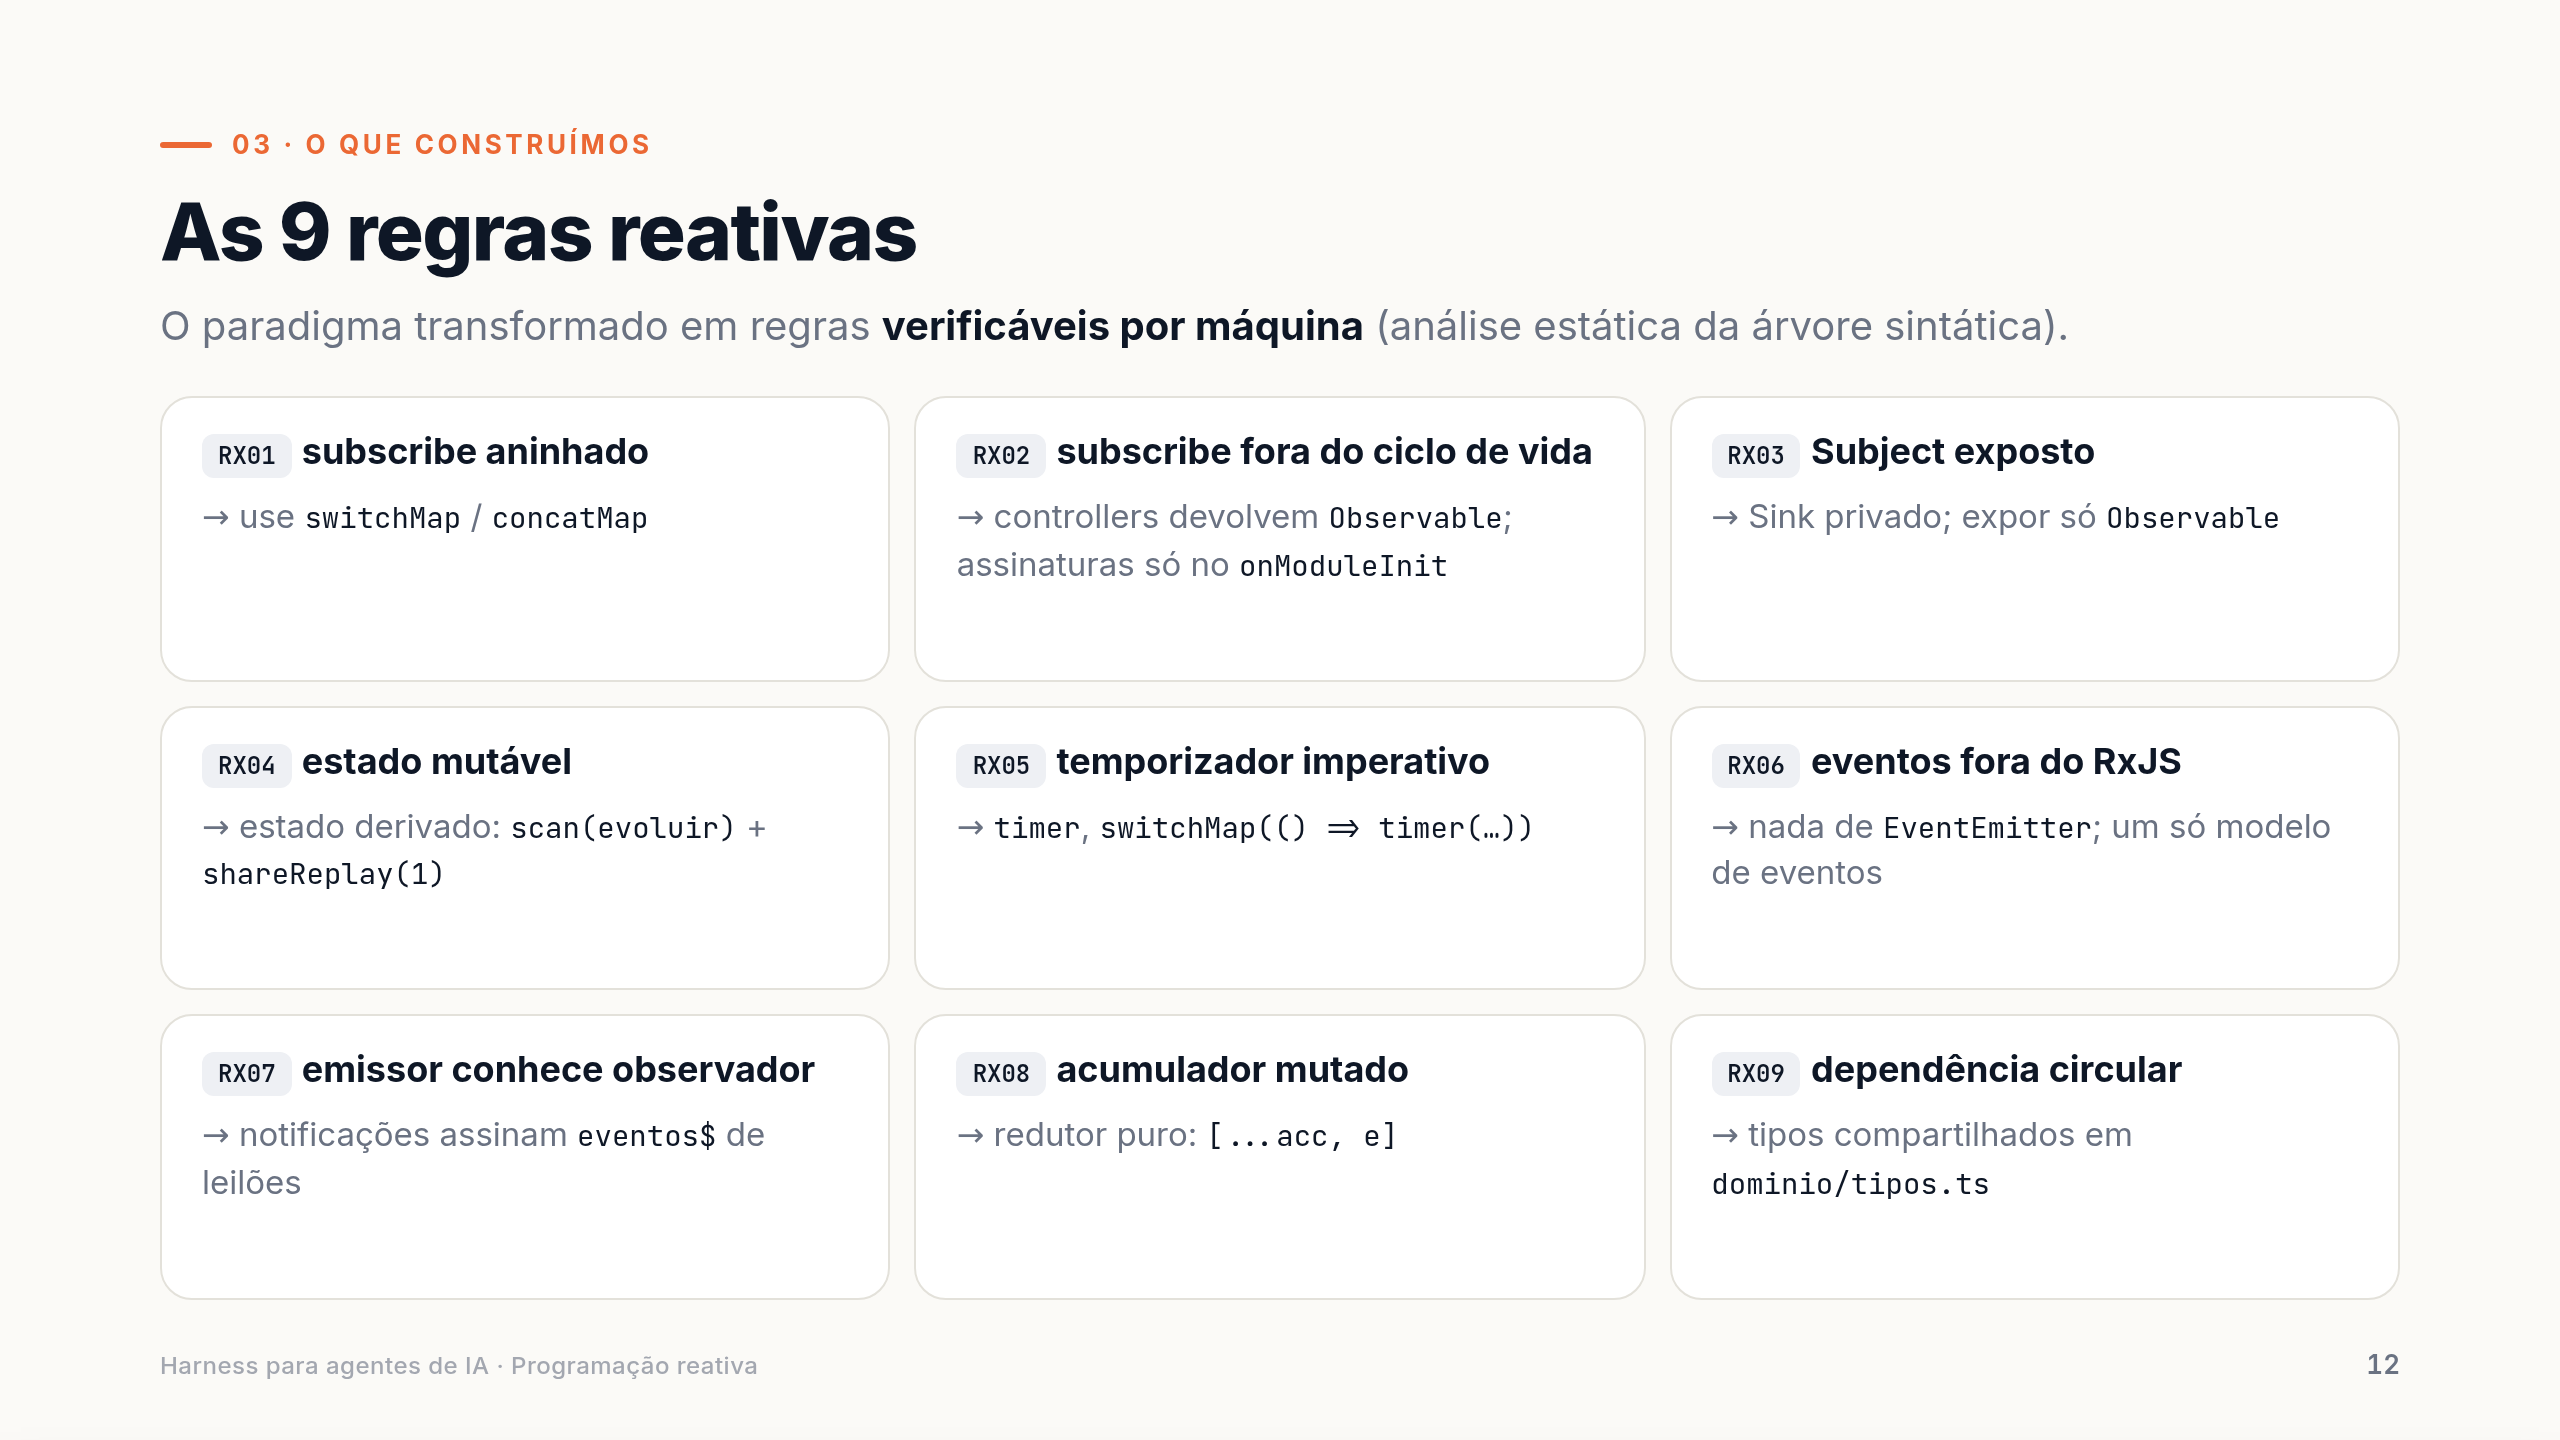 03 · O QUE CONSTRUÍMOS
As 9 regras reativas
O paradigma transformado em regras verificáveis por máquina (análise estática da árvore sintática).
RX01 subscribe aninhado
→ use switchMap / concatMap
RX02 subscribe fora do ciclo de vida
→ controllers devolvem Observable;
assinaturas só no onModuleInit
RX03 Subject exposto
→ Sink privado; expor só Observable
RX04 estado mutável
→ estado derivado: scan(evoluir) +
shareReplay(1)
RX05 temporizador imperativo
→ timer, switchMap(() => timer(…))
RX06 eventos fora do RxJS
→ nada de EventEmitter; um só modelo
de eventos
RX07 emissor conhece observador
→ notificações assinam eventos$ de
leilões
RX08 acumulador mutado
→ redutor puro: [...acc, e]
RX09 dependência circular
→ tipos compartilhados em
dominio/tipos.ts
Harness para agentes de IA · Programação reativa
12